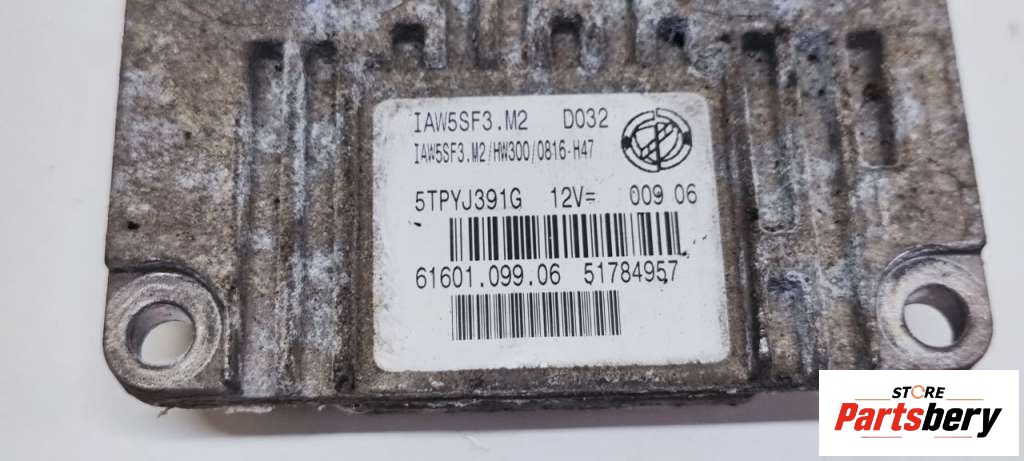 IAW5SF3.M2 D032
IAW5SF3.M2/HW300/0816-H47
5TPYJ391G 12V= 009 06
61601.099.06 51784957
STORE
Partsbery